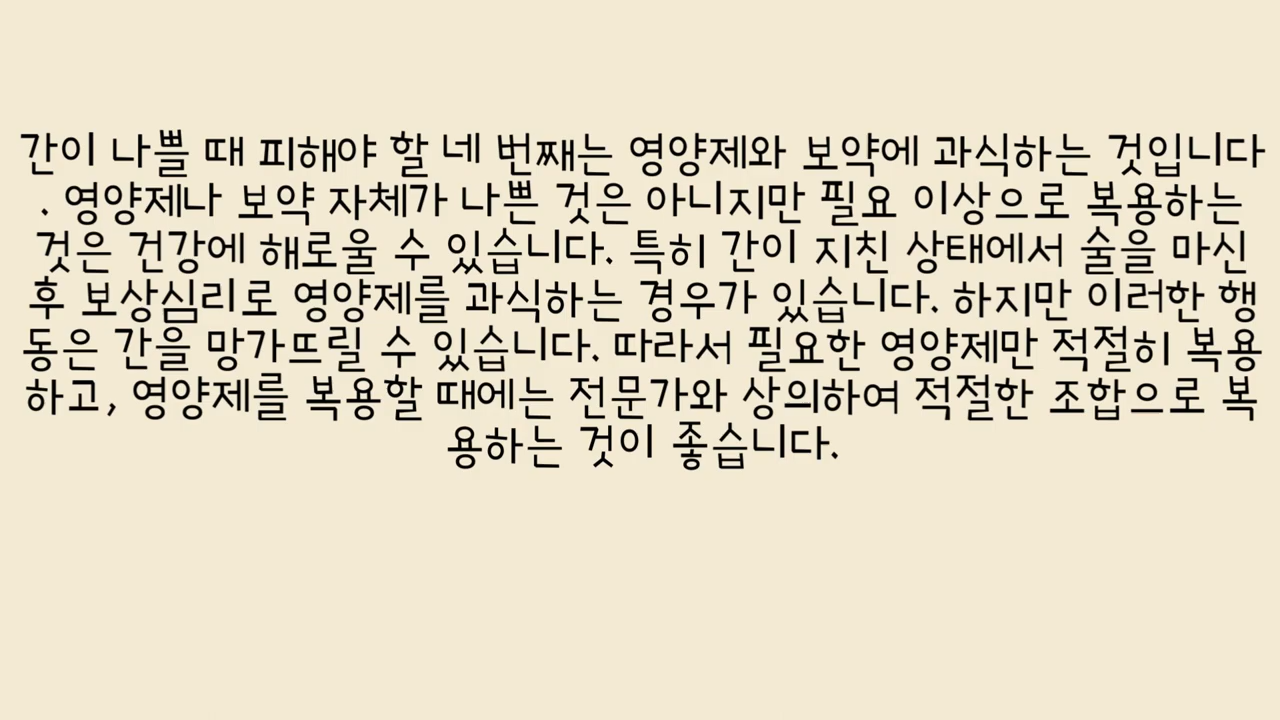 간이 나쁠 때 피해야 할 네 번째는 영양제와 보약에 과식하는 것입니다
. 영양제나 보약 자체가 나쁜 것은 아니지만 필요 이상으로 복용하는
것은 건강에 해로울 수 있습니다. 특히 간이 지친 상태에서 술을 마신
후 보상심리로 영양제를 과식하는 경우가 있습니다. 하지만 이러한 행
동은 간을 망가뜨릴 수 있습니다. 따라서 필요한 영양제만 적절히 복용
하고, 영양제를 복용할 때에는 전문가와 상의하여 적절한 조합으로 복
용하는 것이 좋습니다.